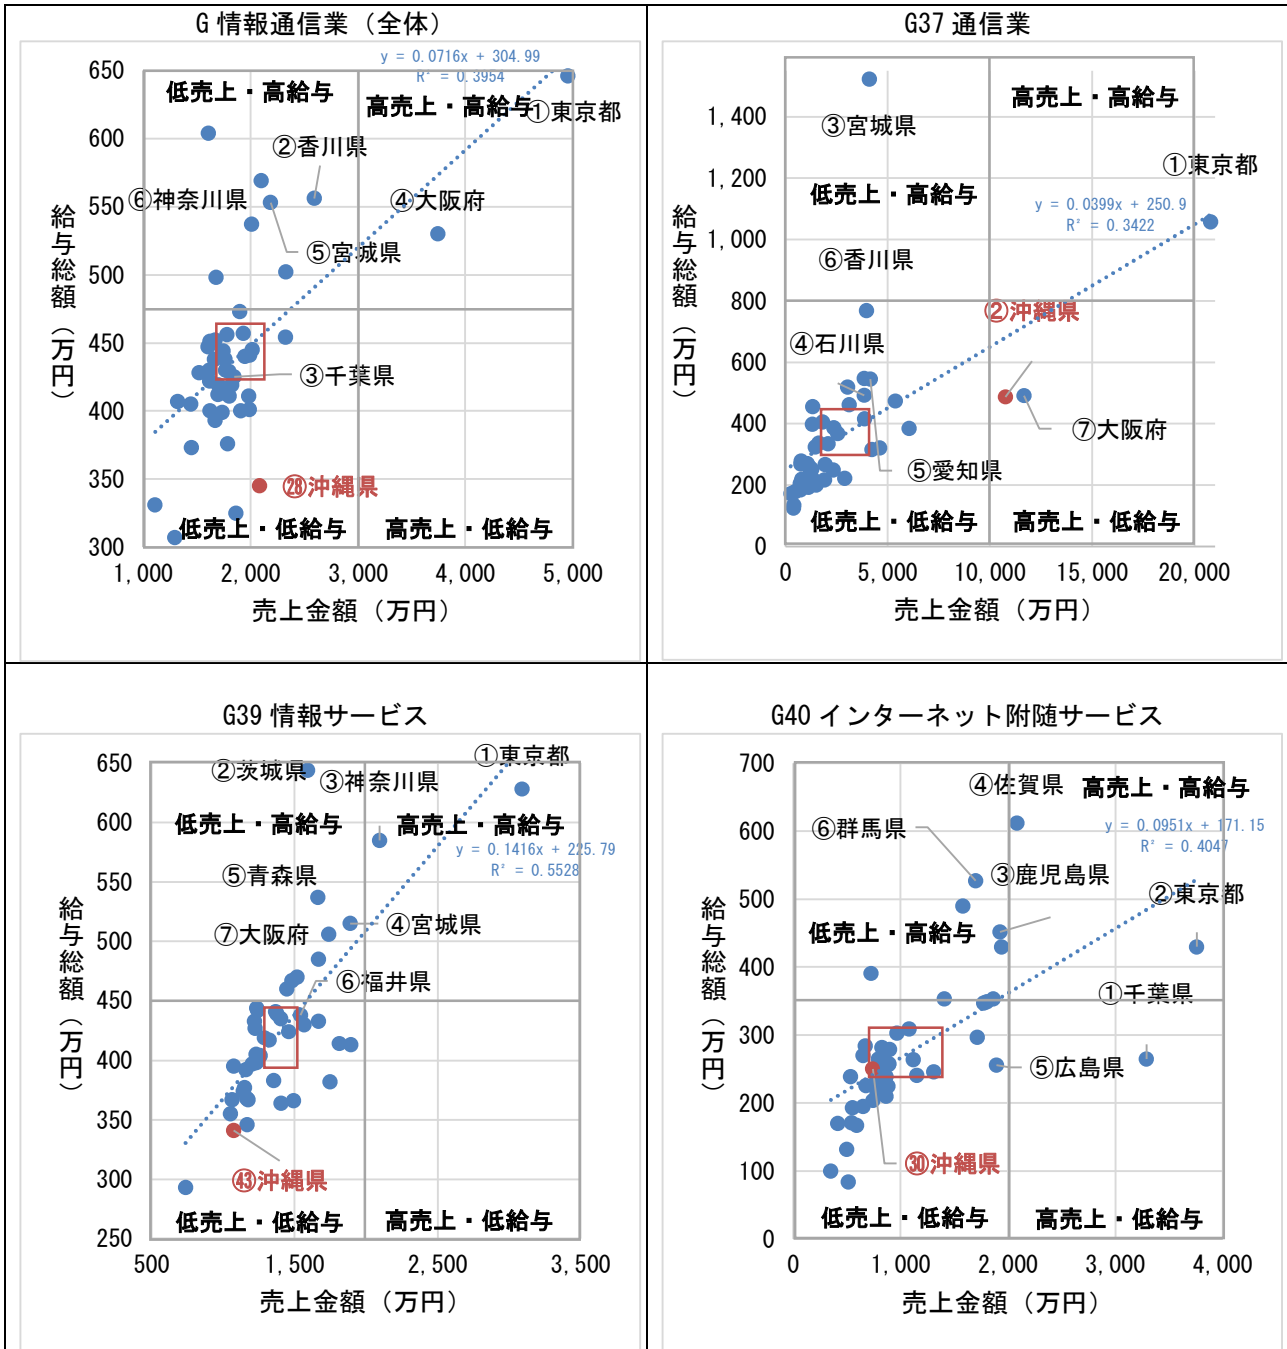 G 情報通信業（全体）
y = 0.0716x + 304.99
R² = 0.3954
低売上・高給与
高売上・高給与
①東京都
②香川県
⑥神奈川県
④大阪府
⑤宮城県
③千葉県
㉘沖縄県
低売上・低給与
高売上・低給与
給与総額（万円）
650
600
550
500
450
400
350
300
1,000
2,000
3,000
4,000
5,000
売上金額（万円）
G37 通信業
高売上・高給与
③宮城県
①東京都
低売上・高給与
y = 0.0399x + 250.9
R² = 0.3422
⑥香川県
②沖縄県
④石川県
⑦大阪府
⑤愛知県
低売上・低給与
高売上・低給与
給与総額（万円）
1,400
1,200
1,000
800
600
400
200
0
0
5,000
10,000
15,000
20,000
売上金額（万円）
G39 情報サービス
①東京都
②茨城県
③神奈川県
低売上・高給与
高売上・高給与
y = 0.1416x + 225.79
R² = 0.5528
⑤青森県
⑦大阪府
④宮城県
⑥福井県
㊸沖縄県
低売上・低給与
高売上・低給与
給与総額（万円）
650
600
550
500
450
400
350
300
250
500
1,500
2,500
3,500
売上金額（万円）
G40 インターネット附随サービス
④佐賀県
高売上・高給与
y = 0.0951x + 171.15
R² = 0.4047
⑥群馬県
③鹿児島県
②東京都
低売上・高給与
①千葉県
⑤広島県
㉚沖縄県
低売上・低給与
高売上・低給与
給与総額（万円）
700
600
500
400
300
200
100
0
0
1,000
2,000
3,000
4,000
売上金額（万円）